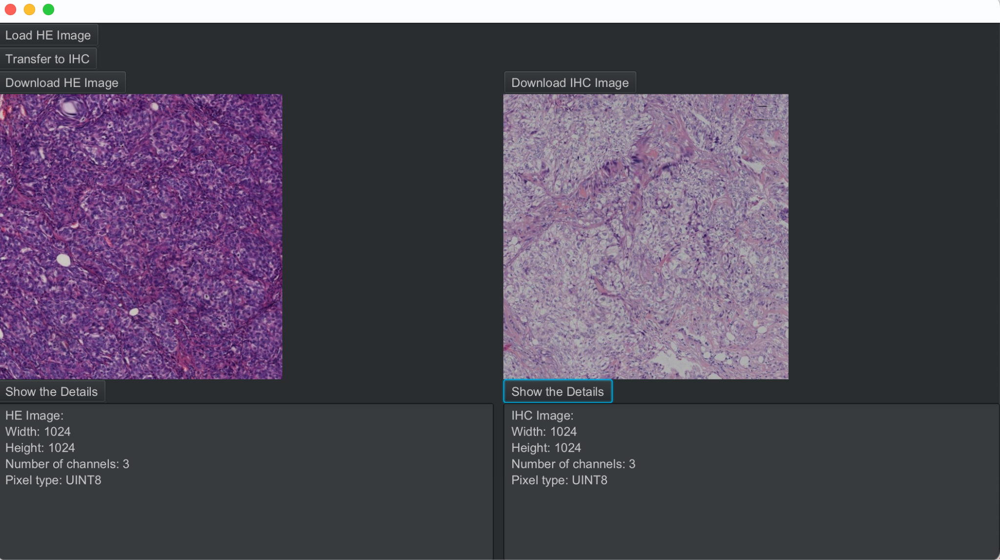 Load HE Image
Transfer to IHC
Download HE Image
Download IHC Image
Show the Details
Show the Details
HE Image:
Width: 1024
Height: 1024
Number of channels: 3
Pixel type: UINT8
IHC Image:
Width: 1024
Height: 1024
Number of channels: 3
Pixel type: UINT8